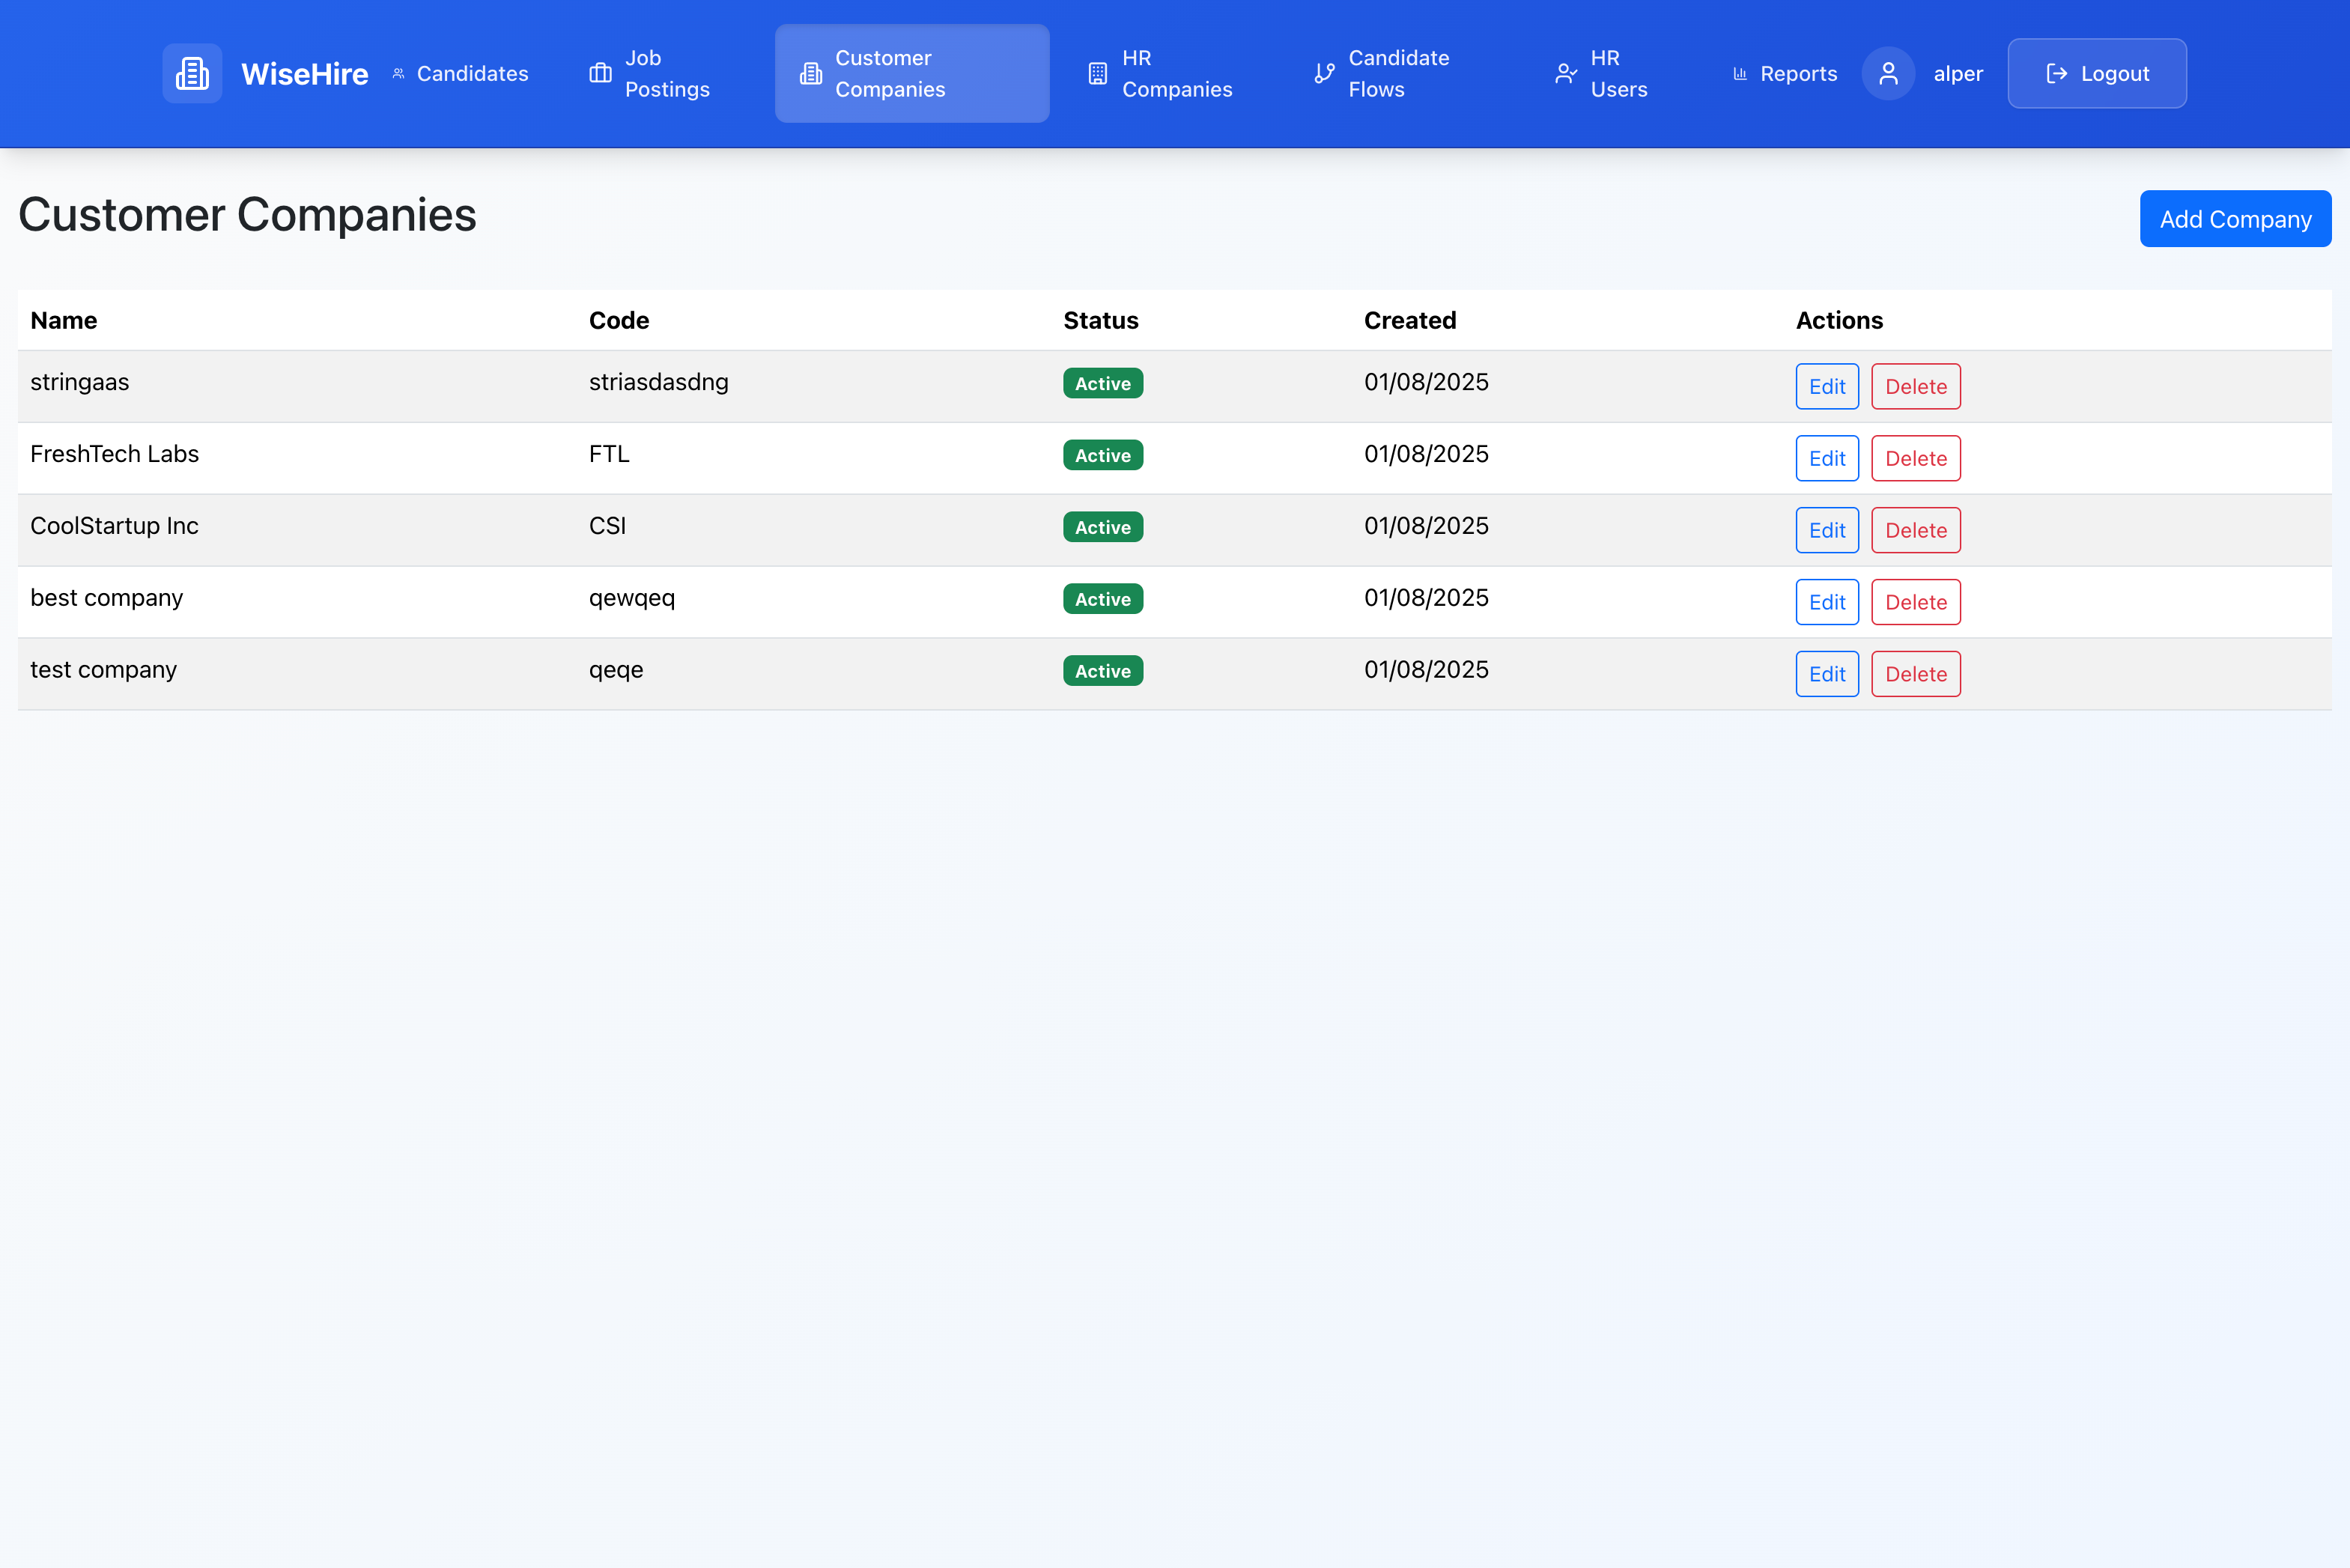 WiseHire
Candidates
Job
Postings
Customer
Companies
HR
Companies
Candidate
Flows
HR
Users
Reports
alper
Logout
Customer Companies
Add Company
Name Code Status Created Actions
stringaas striasdasdng Active 01/08/2025 Edit Delete
FreshTech Labs FTL Active 01/08/2025 Edit Delete
CoolStartup Inc CSI Active 01/08/2025 Edit Delete
best company qewqeq Active 01/08/2025 Edit Delete
test company qeqe Active 01/08/2025 Edit Delete